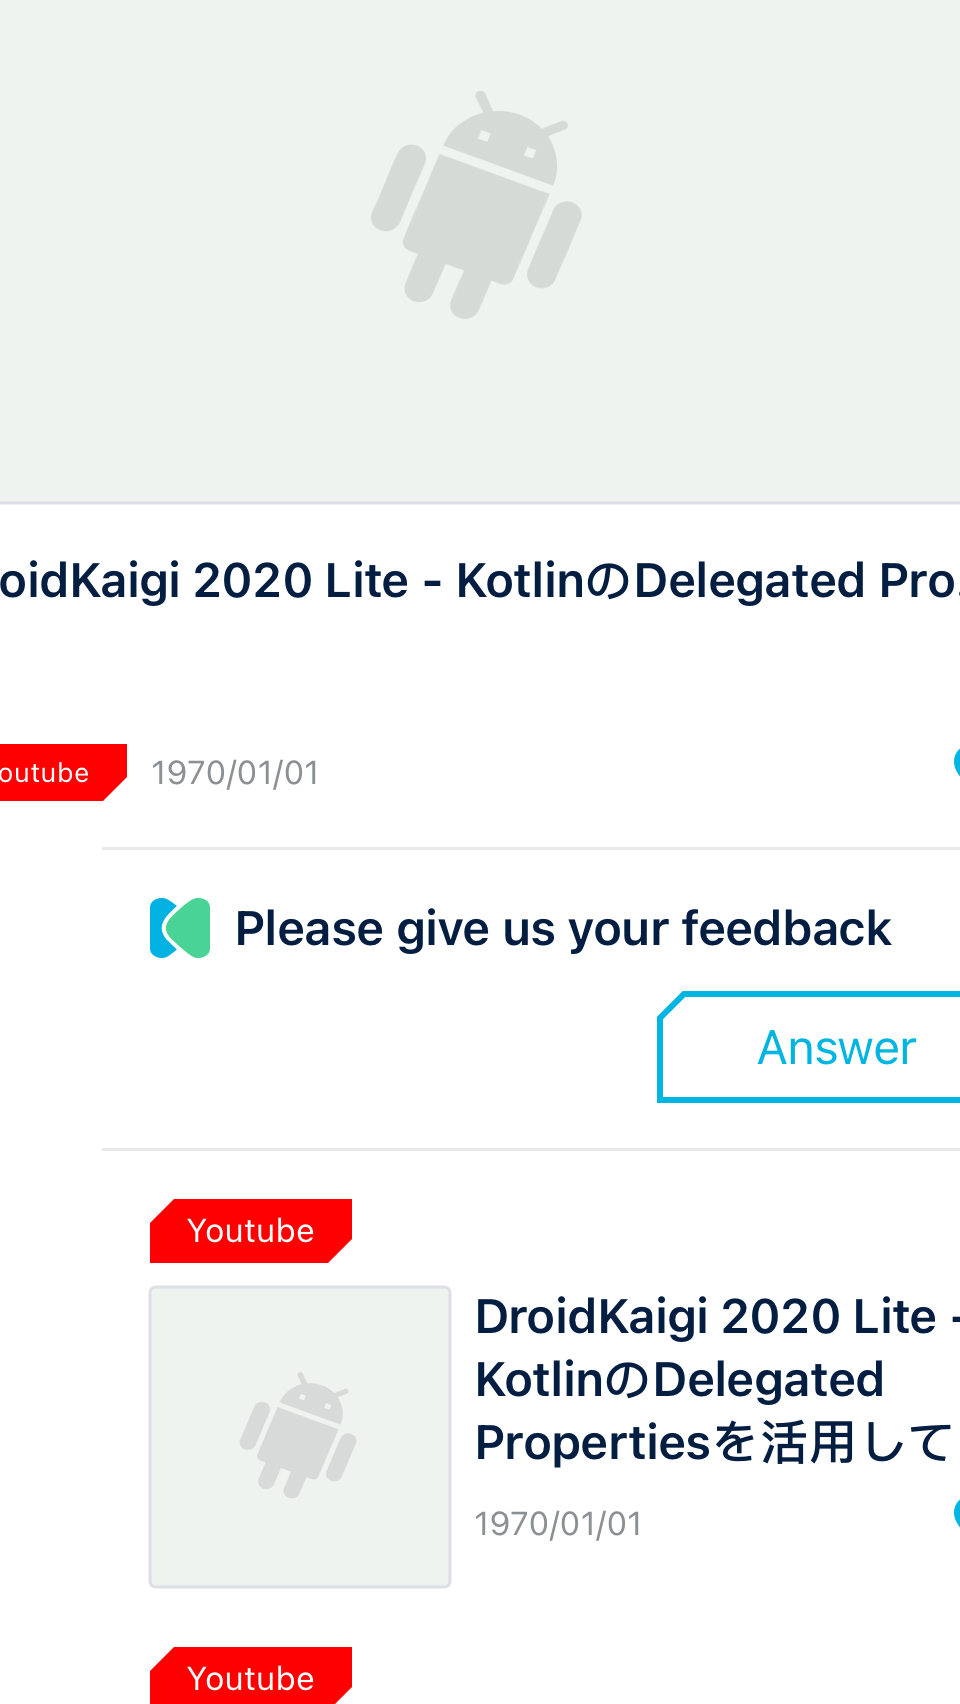 oidKaigi 2020 Lite - KotlinのDelegated Pro.
outube 1970/01/01
Please give us your feedback
Answer
Youtube
DroidKaigi 2020 Lite -
KotlinのDelegated
Propertiesを活用して
1970/01/01
Youtube